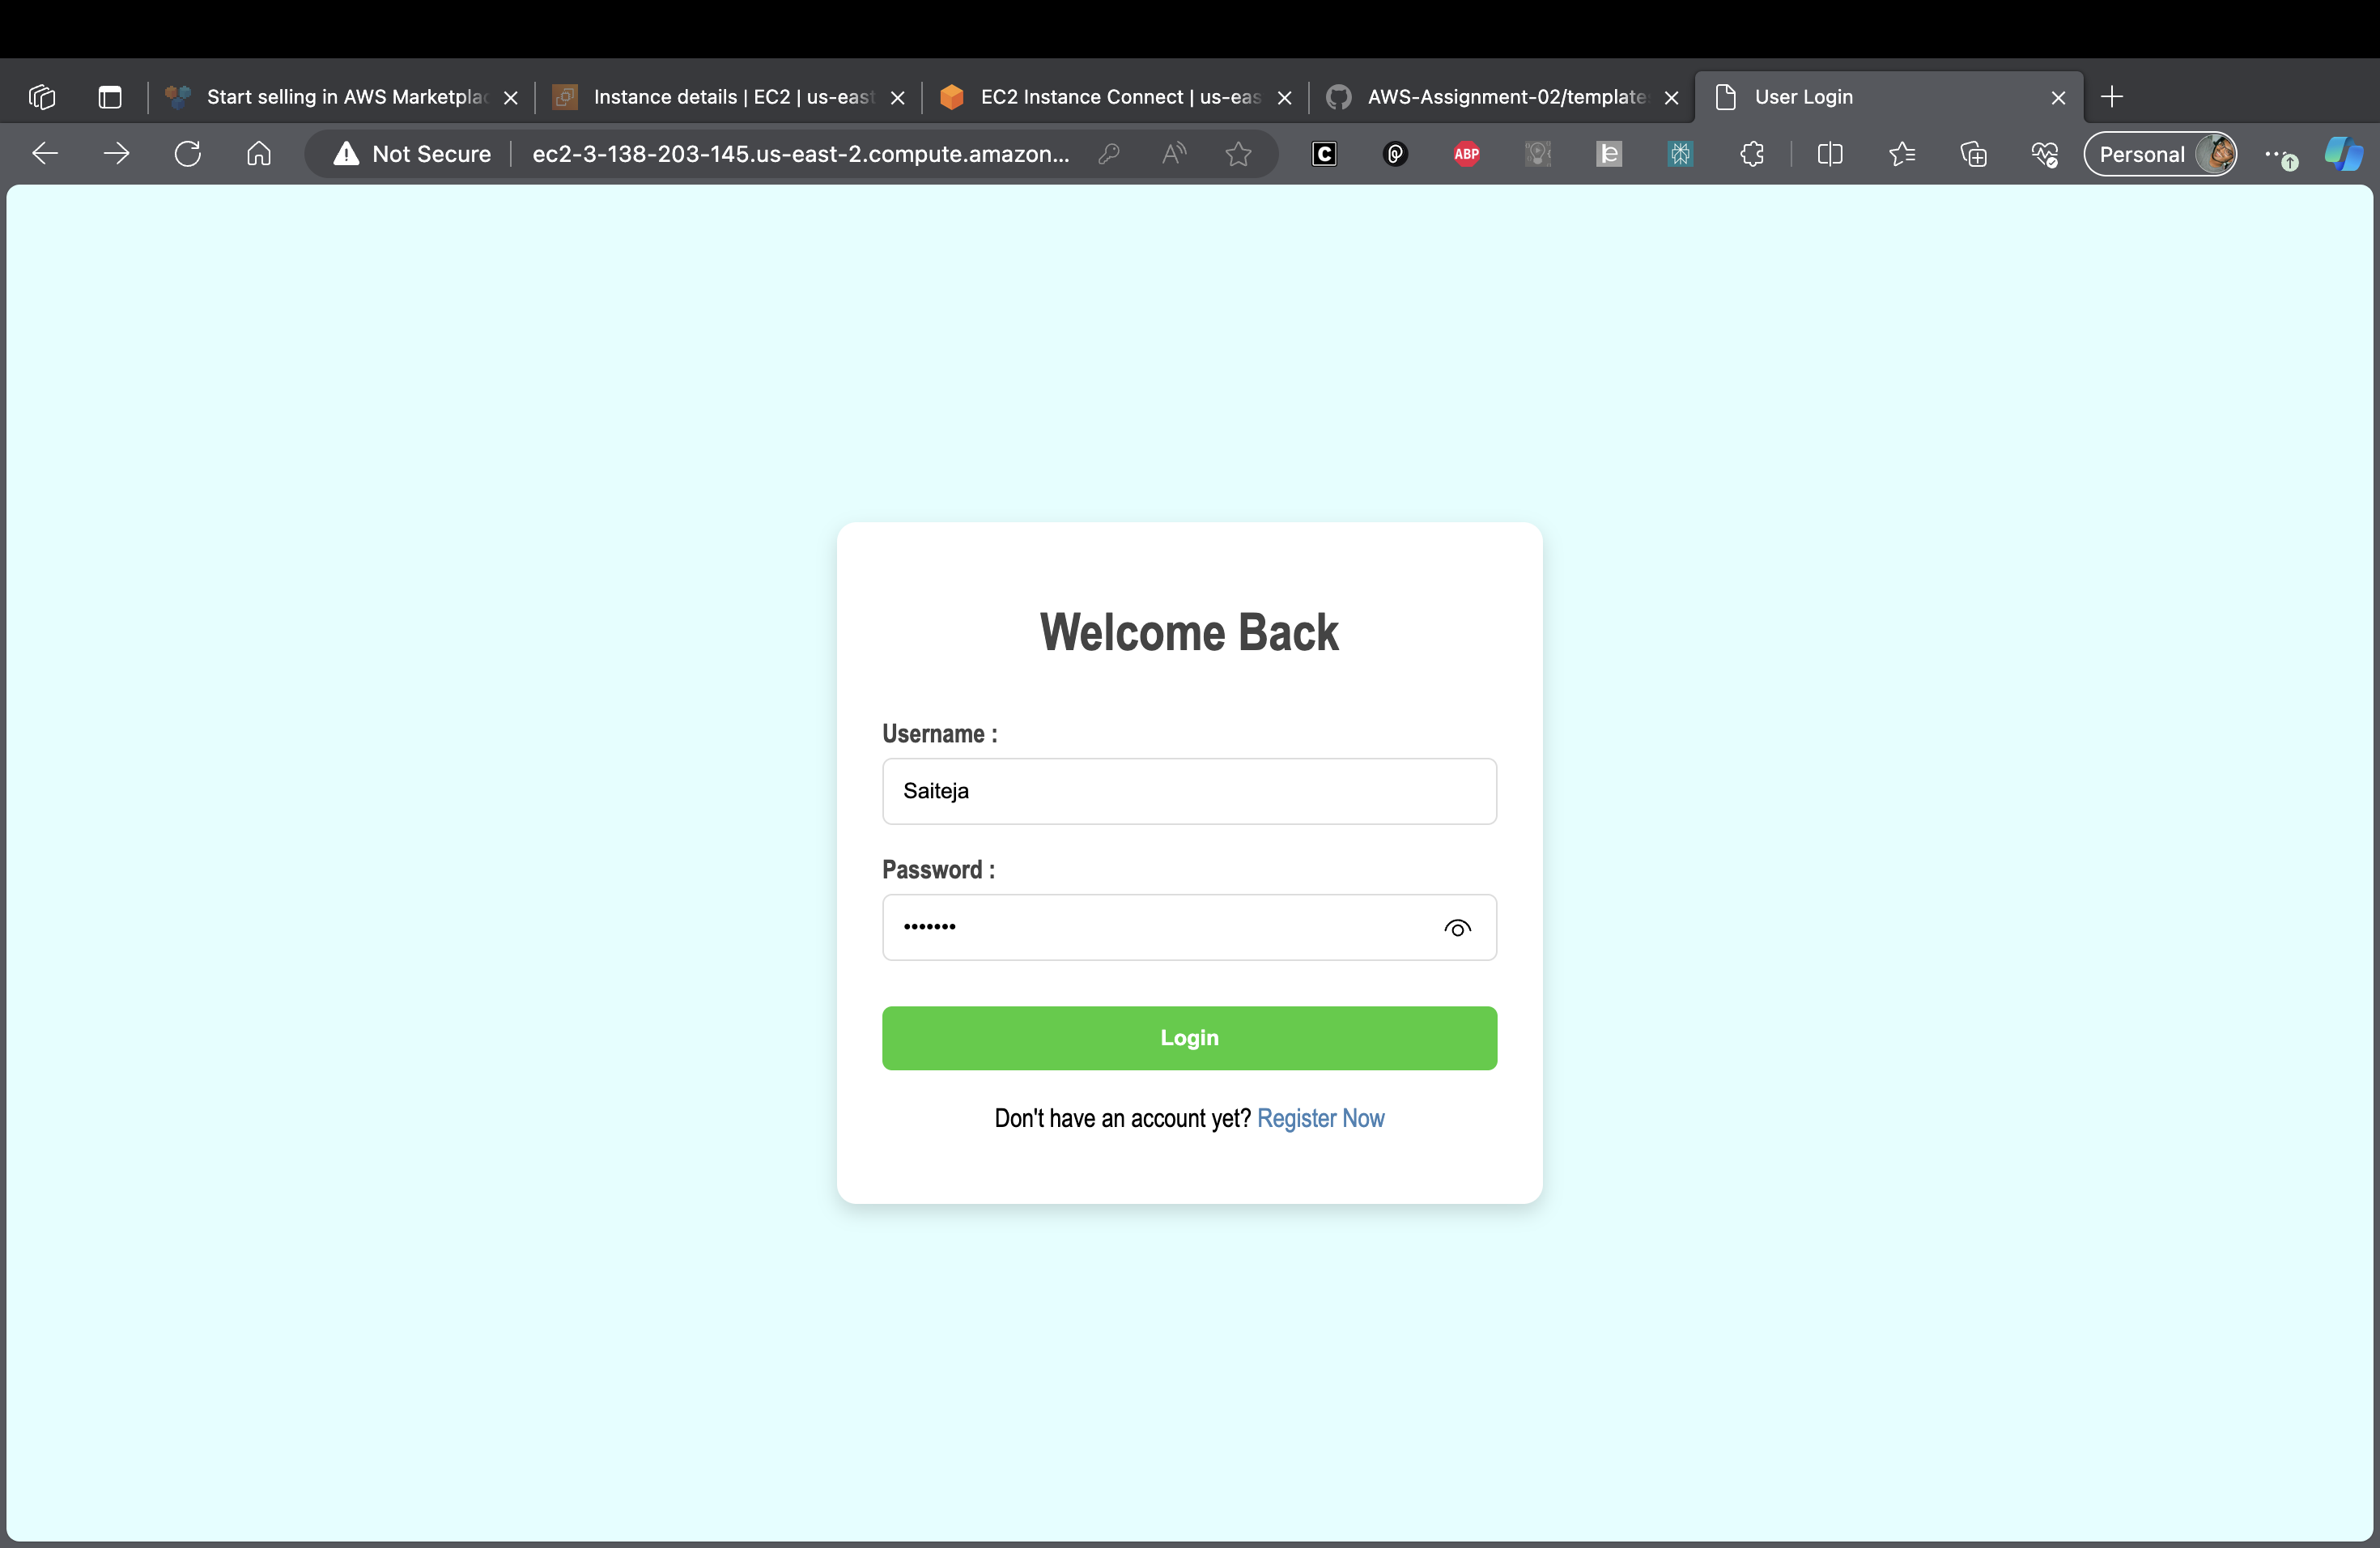 Start selling in AWS Marketplac
Instance details | EC2 | us-east
EC2 Instance Connect | us-eas
AWS-Assignment-02/template
User Login
Not Secure
ec2-3-138-203-145.us-east-2.compute.amazon...
C
ABP
Personal
Welcome Back
Username :
Saiteja
Password :
•••••••
Login
Don't have an account yet? Register Now